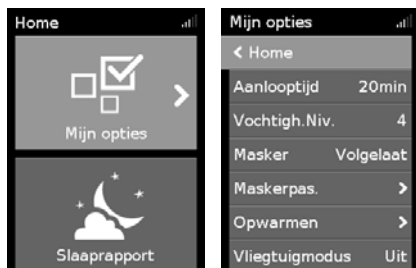 Home
Mijn opties
Slaaprapport
Mijn opties
Home
Aanlooptijd 20min
Vochtigh.Niv. 4
Masker Volgelaat
Maskerpas.
Opwarmen
Vliegtuigmodus Uit